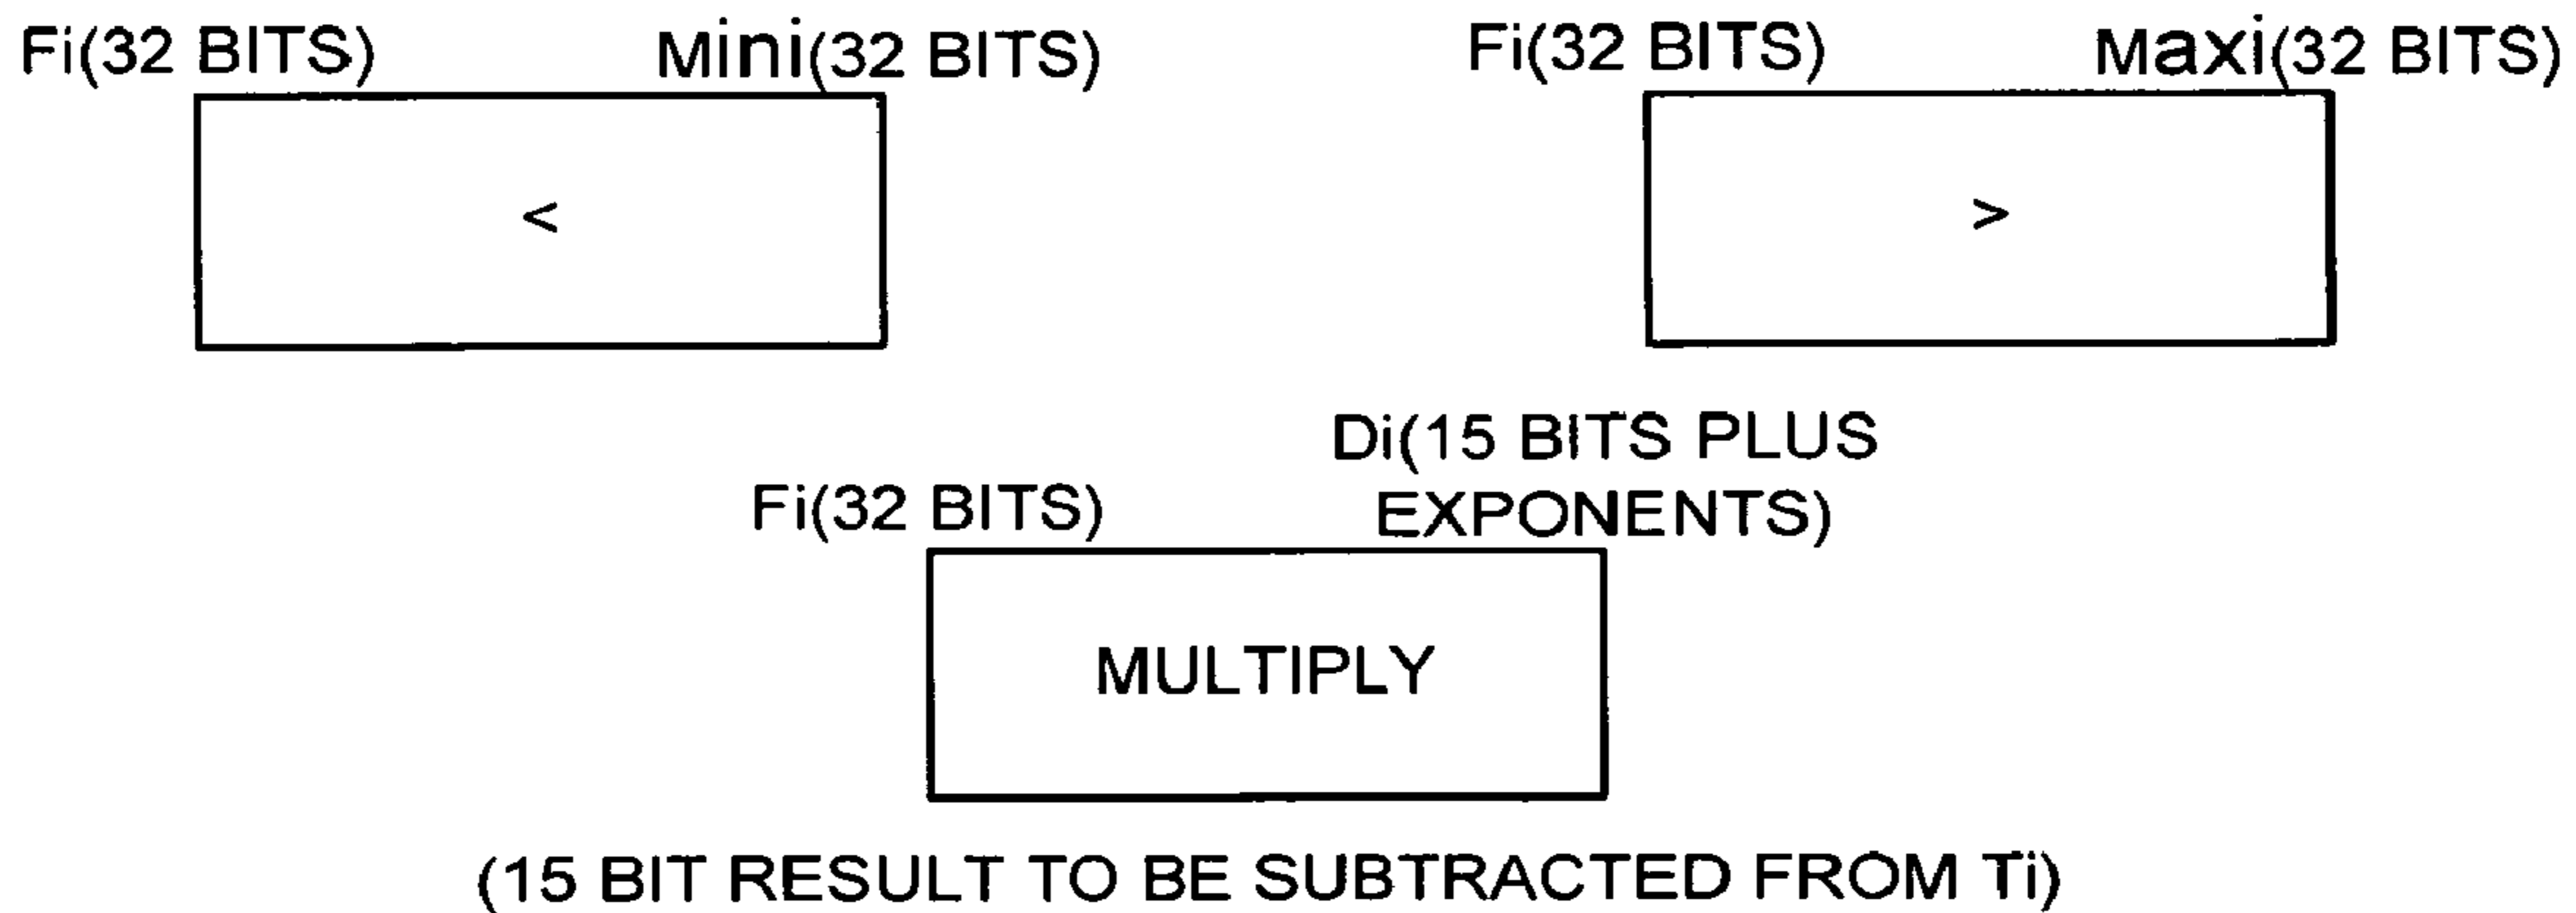 Fi(32 BITS)
Mini(32 BITS)
Fi(32 BITS)
Maxi(32 BITS)
<
>
Di(15 BITS PLUS
EXPONENTS)
Fi(32 BITS)
MULTIPLY
(15 BIT RESULT TO BE SUBTRACTED FROM Ti)